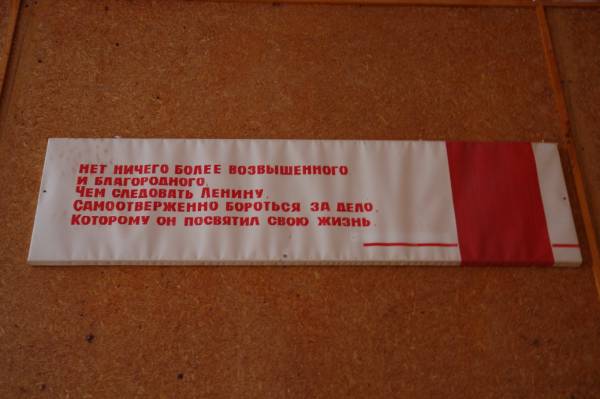 Нет ничего более возвышенного
и благородного.
Чем следовать Ленину.
Самоотверженно бороться за дело.
Которому он посвятил свою жизнь.